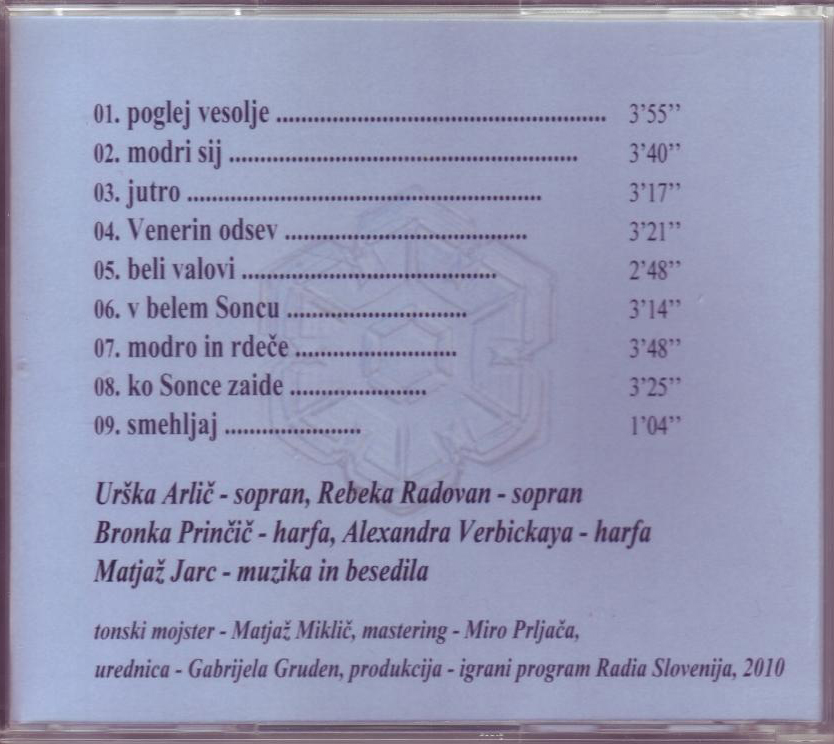 01. poglej vesolje ..................................................... 3’55’’
02. modri sij ........................................................ 3’40’’
03. jutro ......................................................... 3’17’’
04. Venerin odsev ....................................... 3’21’’
05. beli valovi ......................................... 2’48’’
06. v belem Soncu ............................. 3’14’’
07. modro in rdeče .......................... 3’48’’
08. ko Sonce zaide ...................... 3’25’’
09. smehljaj ...................... 1’04’’
Urška Arlič - sopran, Rebeka Radovan - sopran
Bronka Prinčič - harfa, Alexandra Verbickaya - harfa
Matjaž Jarc - muzika in besedila
tonski mojster - Matjaž Miklič, mastering - Miro Prljača,
urednica - Gabrijela Gruden, produkcija - igrani program Radia Slovenija, 2010